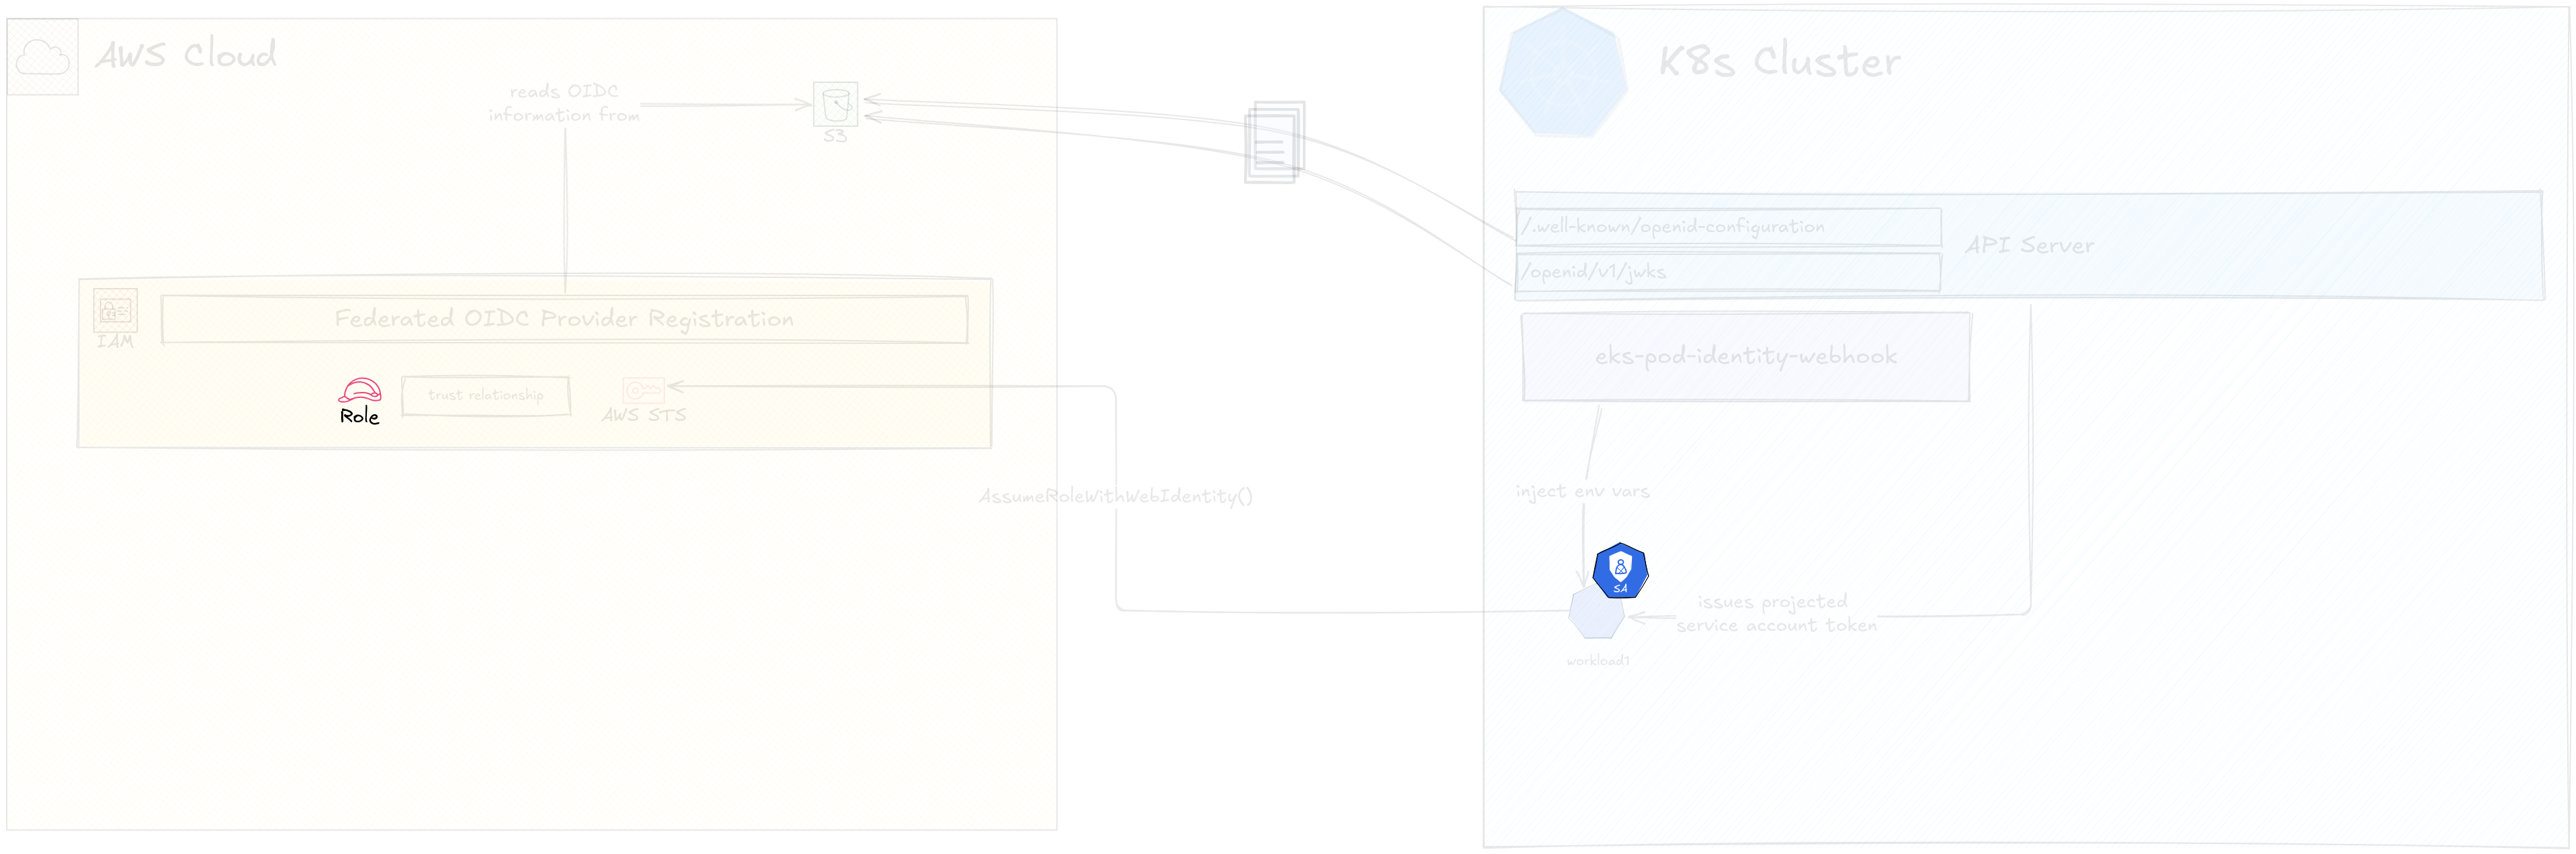 AWS Cloud
reads OIDC
information from
S3
IAM
Federated OIDC Provider Registration
Role
trust relationship
AWS STS
AssumeRoleWithWebIdentity()
K8s Cluster
/.well-known/openid-configuration
/openid/v1/jwks
API Server
eks-pod-identity-webhook
inject env vars
SA
issues projected
service account token
workload1